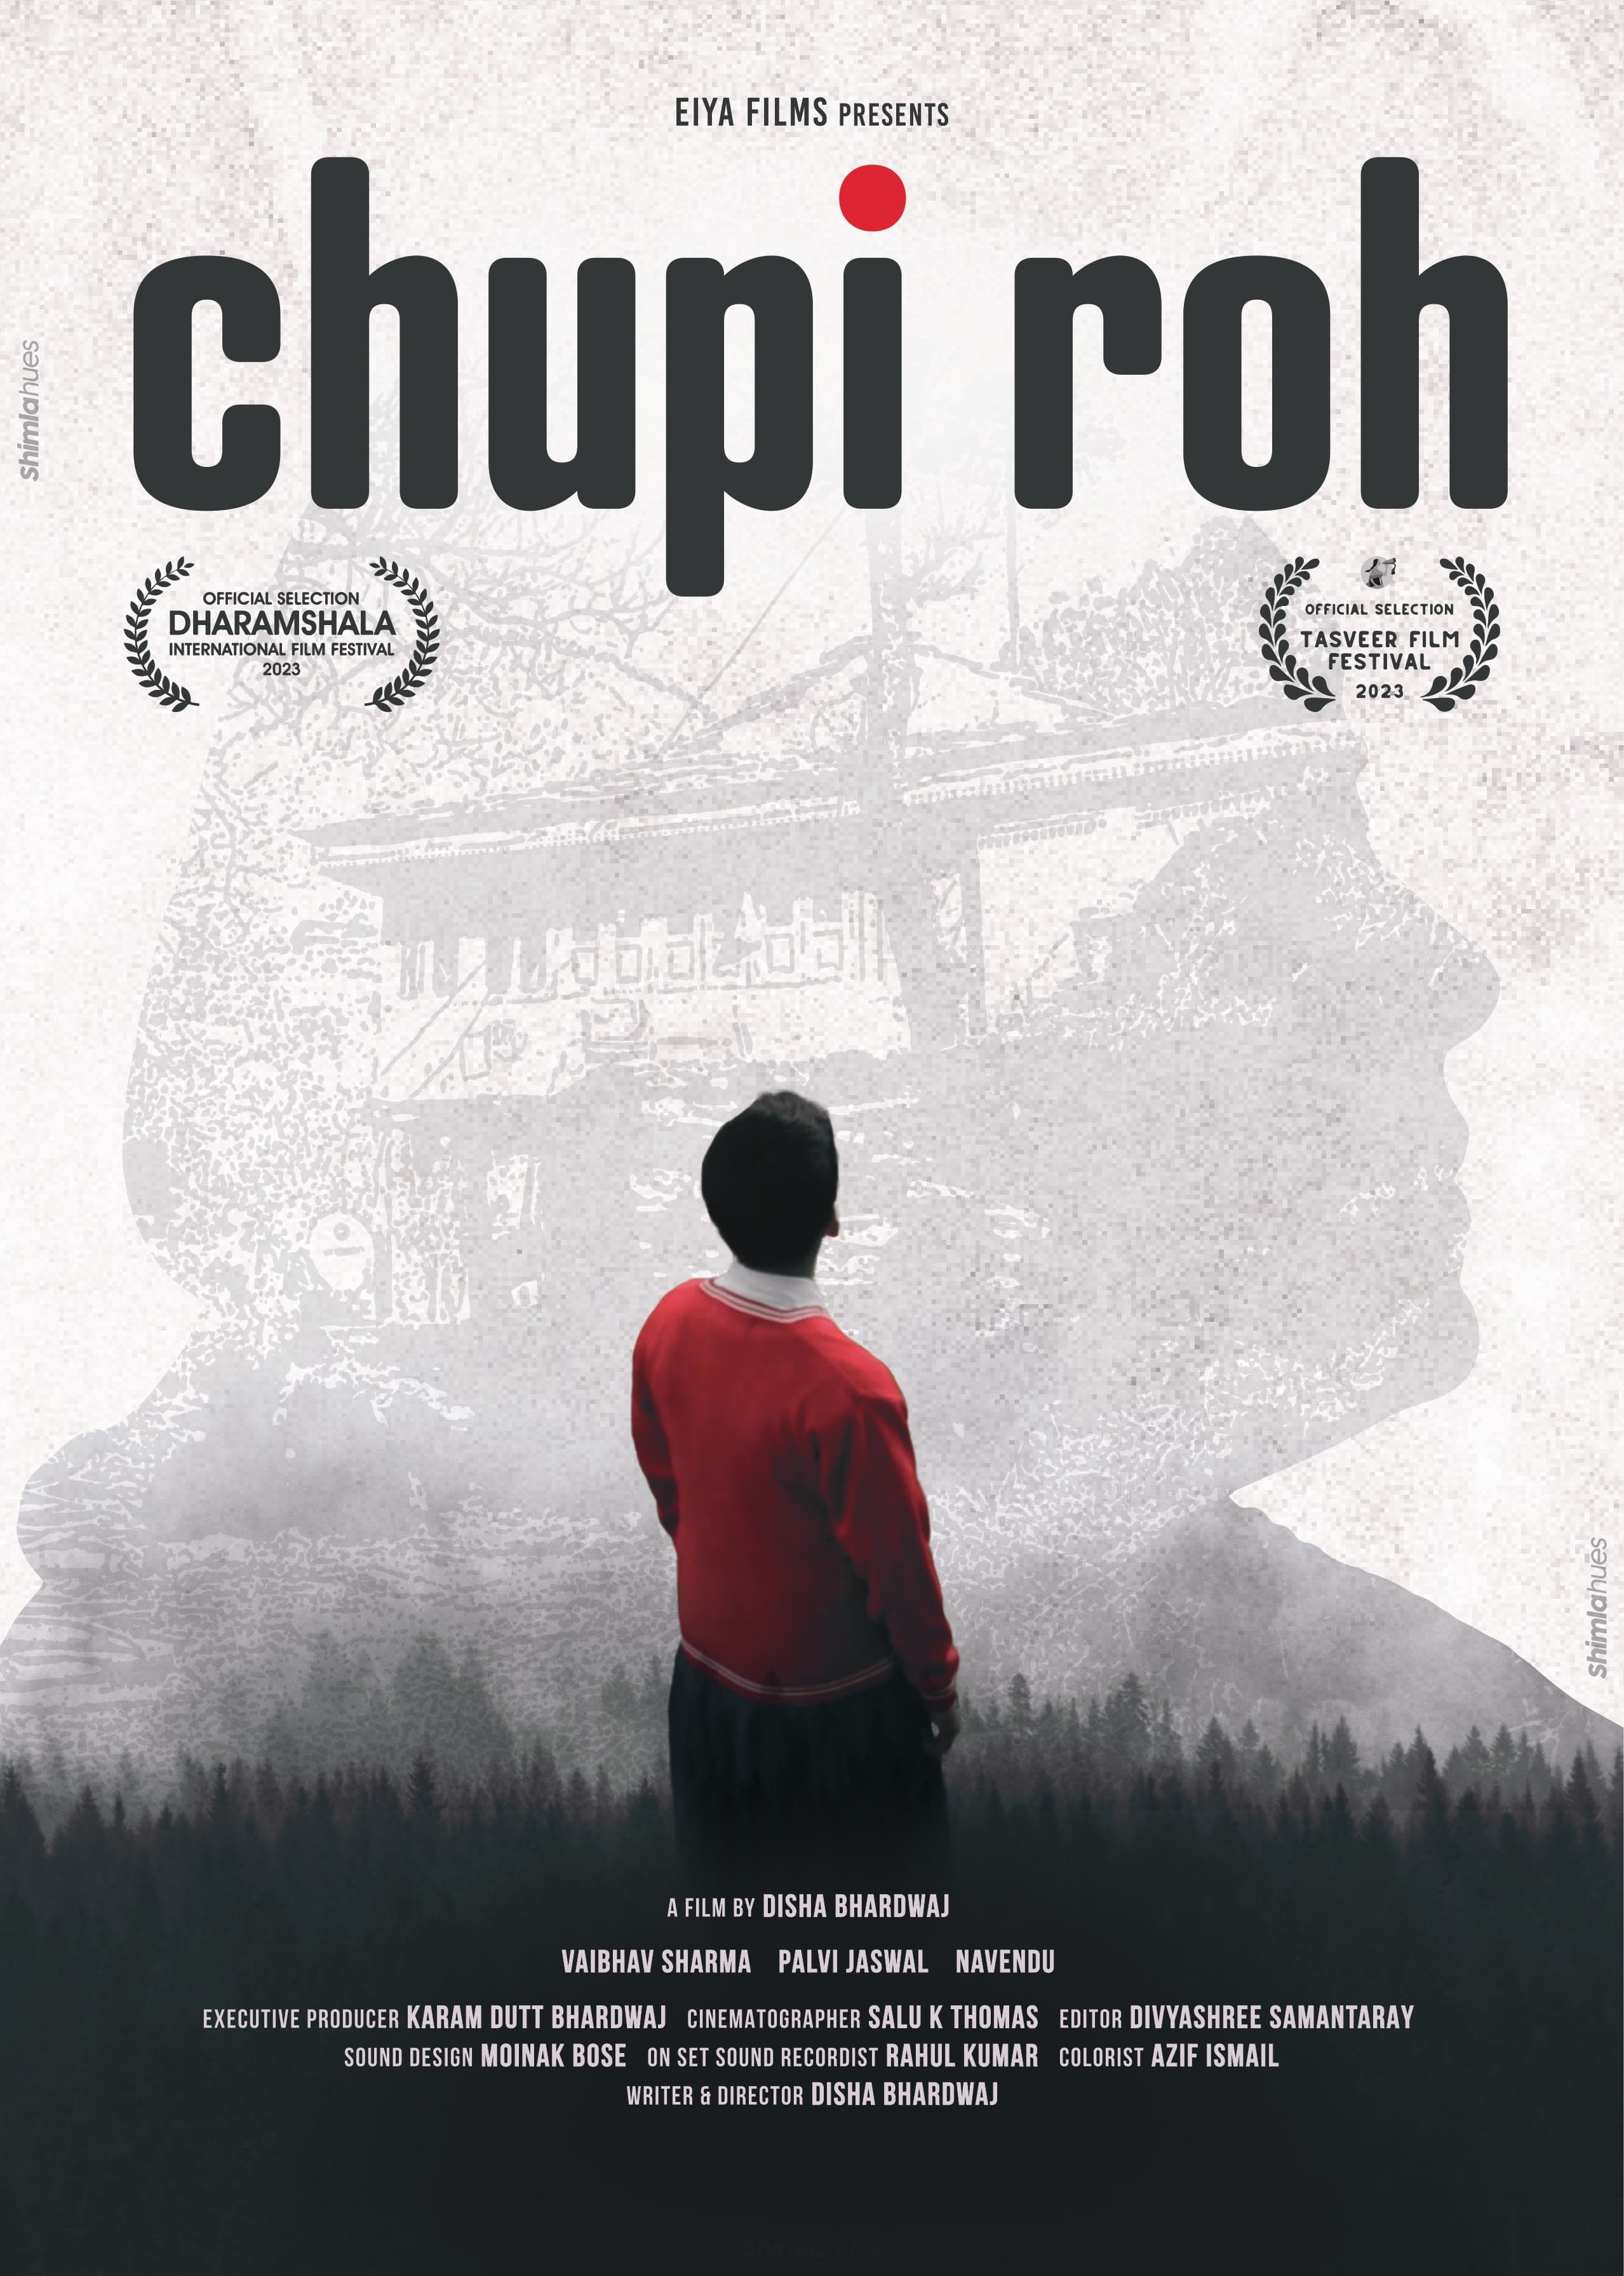 EIYA FILMS PRESENTS
chupi roh
shimlahues
OFFICIAL SELECTION
DHARAMSHALA
INTERNATIONAL FILM FESTIVAL
2023
OFFICIAL SELECTION
TASVEER FILM
FESTIVAL
2023
shimlahues
A FILM BY DISHA BHARDWAJ
VAIBHAV SHARMA PALVI JASWAL NAVENDU
EXECUTIVE PRODUCER KARAM DUTT BHARDWAJ CINEMATOGRAPHER SALU K THOMAS EDITOR DIVYASHREE SAMANTARAY
SOUND DESIGN MOINAK BOSE ON SET SOUND RECORDIST RAHUL KUMAR COLORIST AZIF ISMAIL
WRITER & DIRECTOR DISHA BHARDWAJ
shimlahues